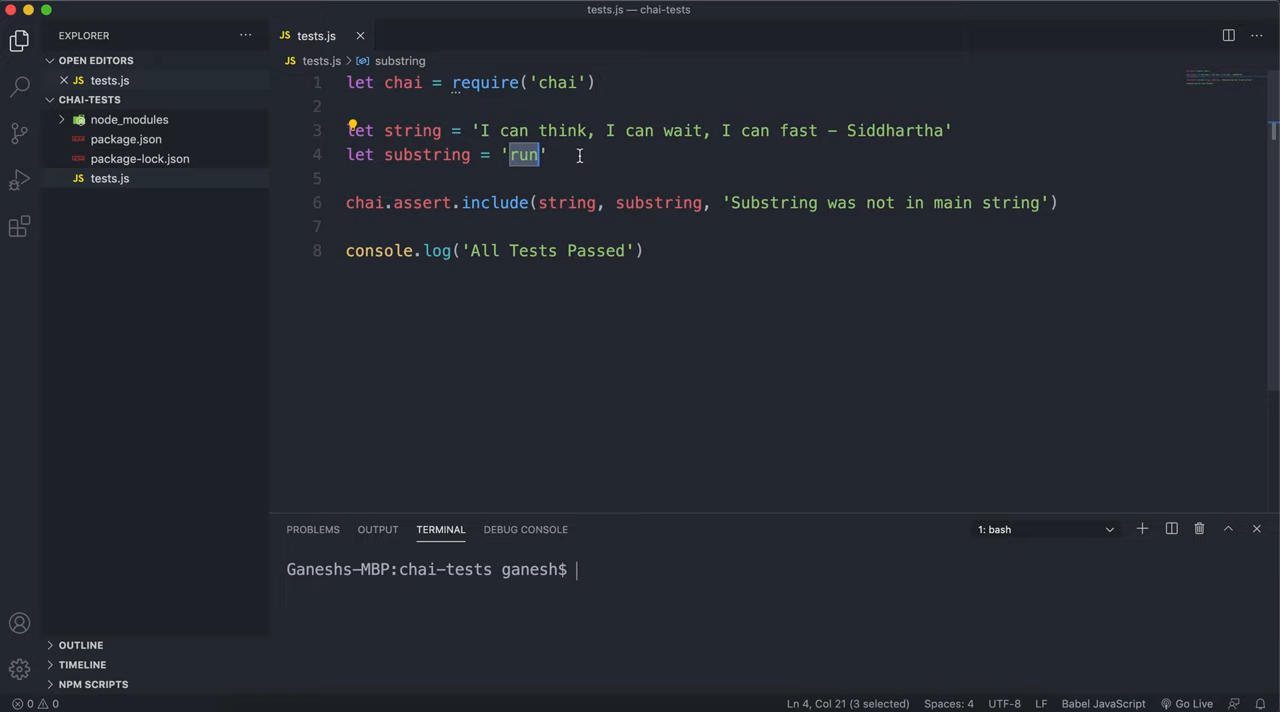 tests.js — chai-tests
EXPLORER
···
JS tests.js
OPEN EDITORS
JS tests.js
JS tests.js > substring
CHAI-TESTS
node_modules
package.json
package-lock.json
JS tests.js
1 let chai = require('chai')
2
3 let string = 'I can think, I can wait, I can fast – Siddhartha'
4 let substring = 'run'
5
6 chai.assert.include(string, substring, 'Substring was not in main string')
7
8 console.log('All Tests Passed')
PROBLEMS OUTPUT TERMINAL DEBUG CONSOLE
1: bash
Ganeshs-MBP:chai-tests ganesh$
OUTLINE
TIMELINE
NPM SCRIPTS
0 0
Ln 4, Col 21 (3 selected) Spaces: 4 UTF-8 LF Babel JavaScript Go Live